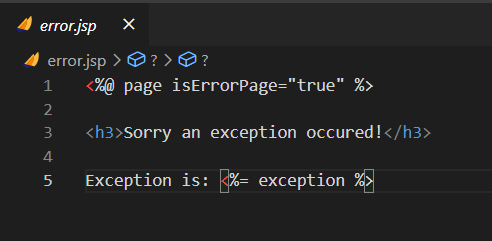 error.jsp ×
error.jsp > ? > ?
1 <%@ page isErrorPage="true" %>
2
3 <h3>Sorry an exception occured!</h3>
4
5 Exception is: <%= exception %>